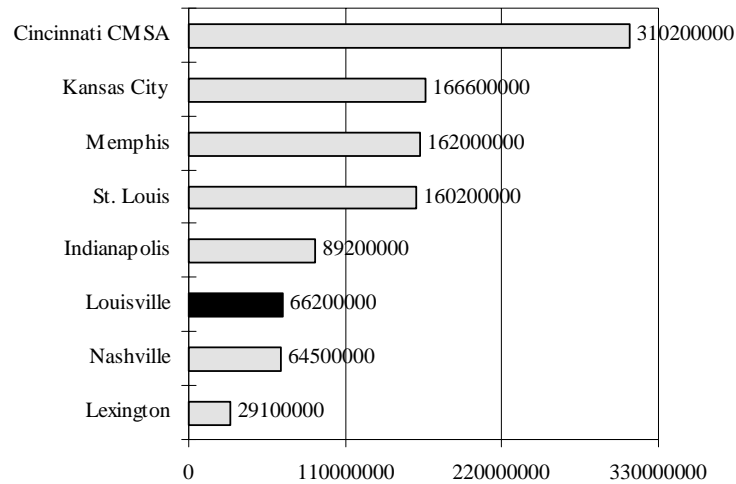 Cincinnati CMSA 310200000
Kansas City 166600000
Memphis 162000000
St. Louis 160200000
Indianapolis 89200000
Louisville 66200000
Nashville 64500000
Lexington 29100000
0 110000000 220000000 330000000